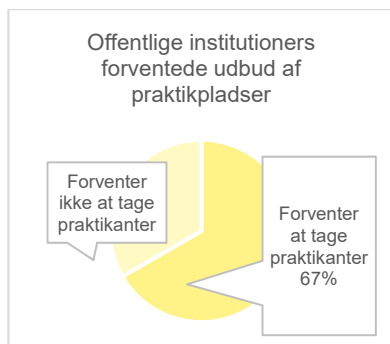 Offentlige institutioners
forventede udbud af
praktikpladser
Forventer
ikke at tage
praktikanter
Forventer
at tage
praktikanter
67%